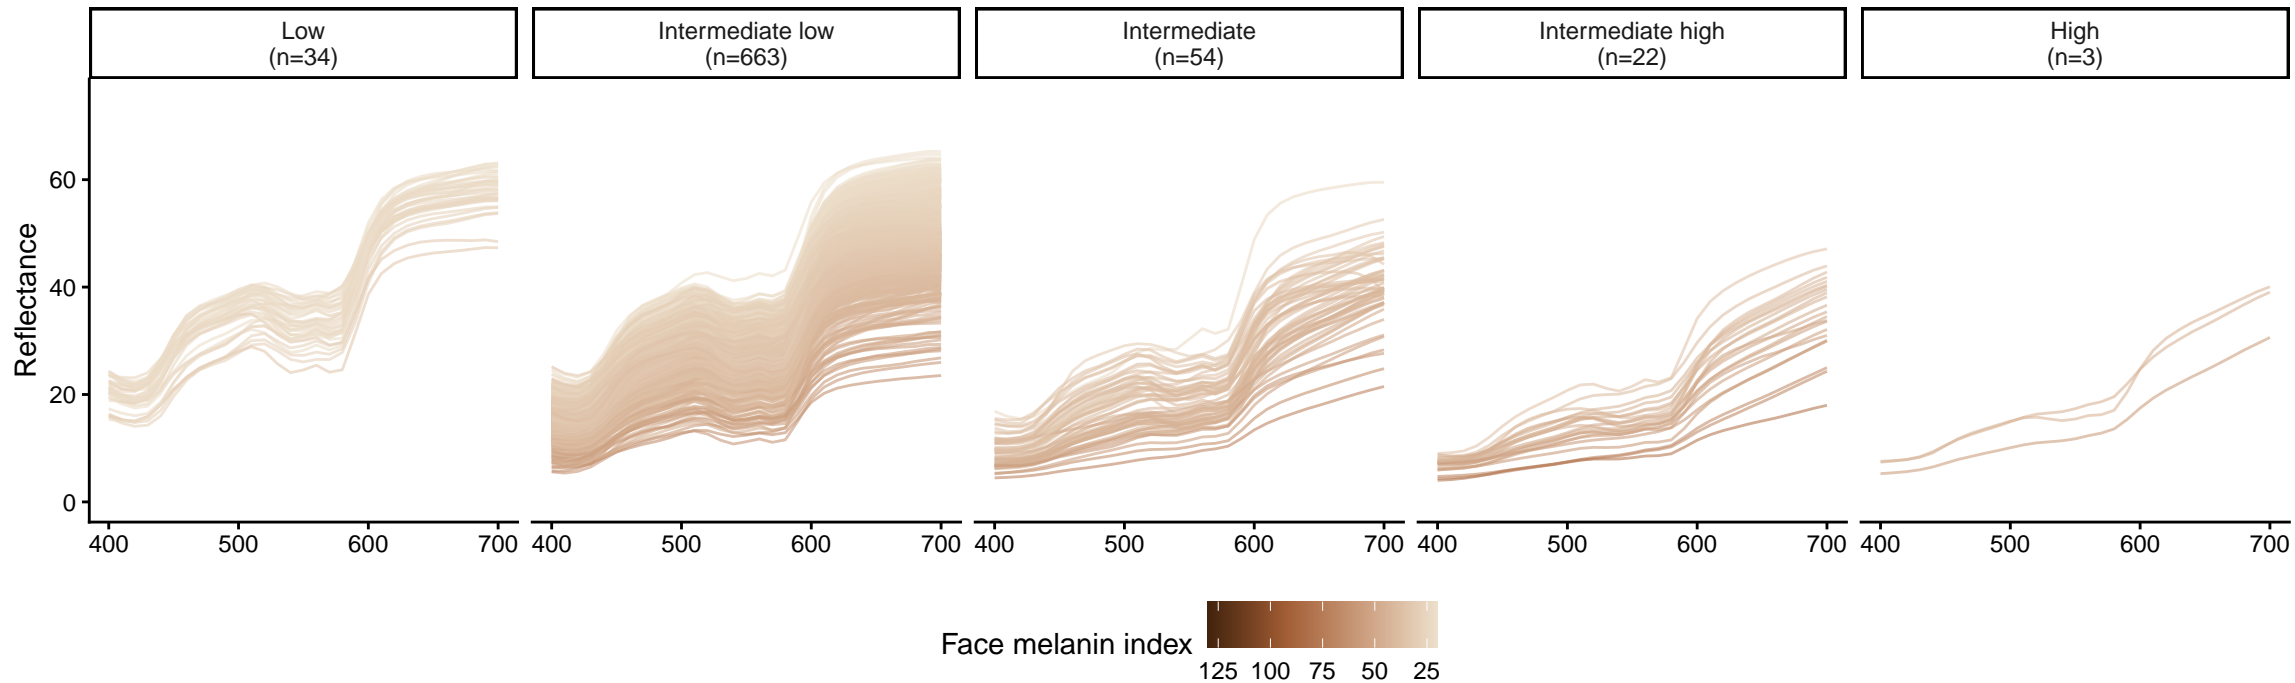 Low
(n=34)
Intermediate low
(n=663)
Intermediate
(n=54)
Intermediate high
(n=22)
High
(n=3)
Reflectance
60
40
20
0
400 500 600 700
400 500 600 700
400 500 600 700
400 500 600 700
400 500 600 700
Face melanin index
125 100 75 50 25